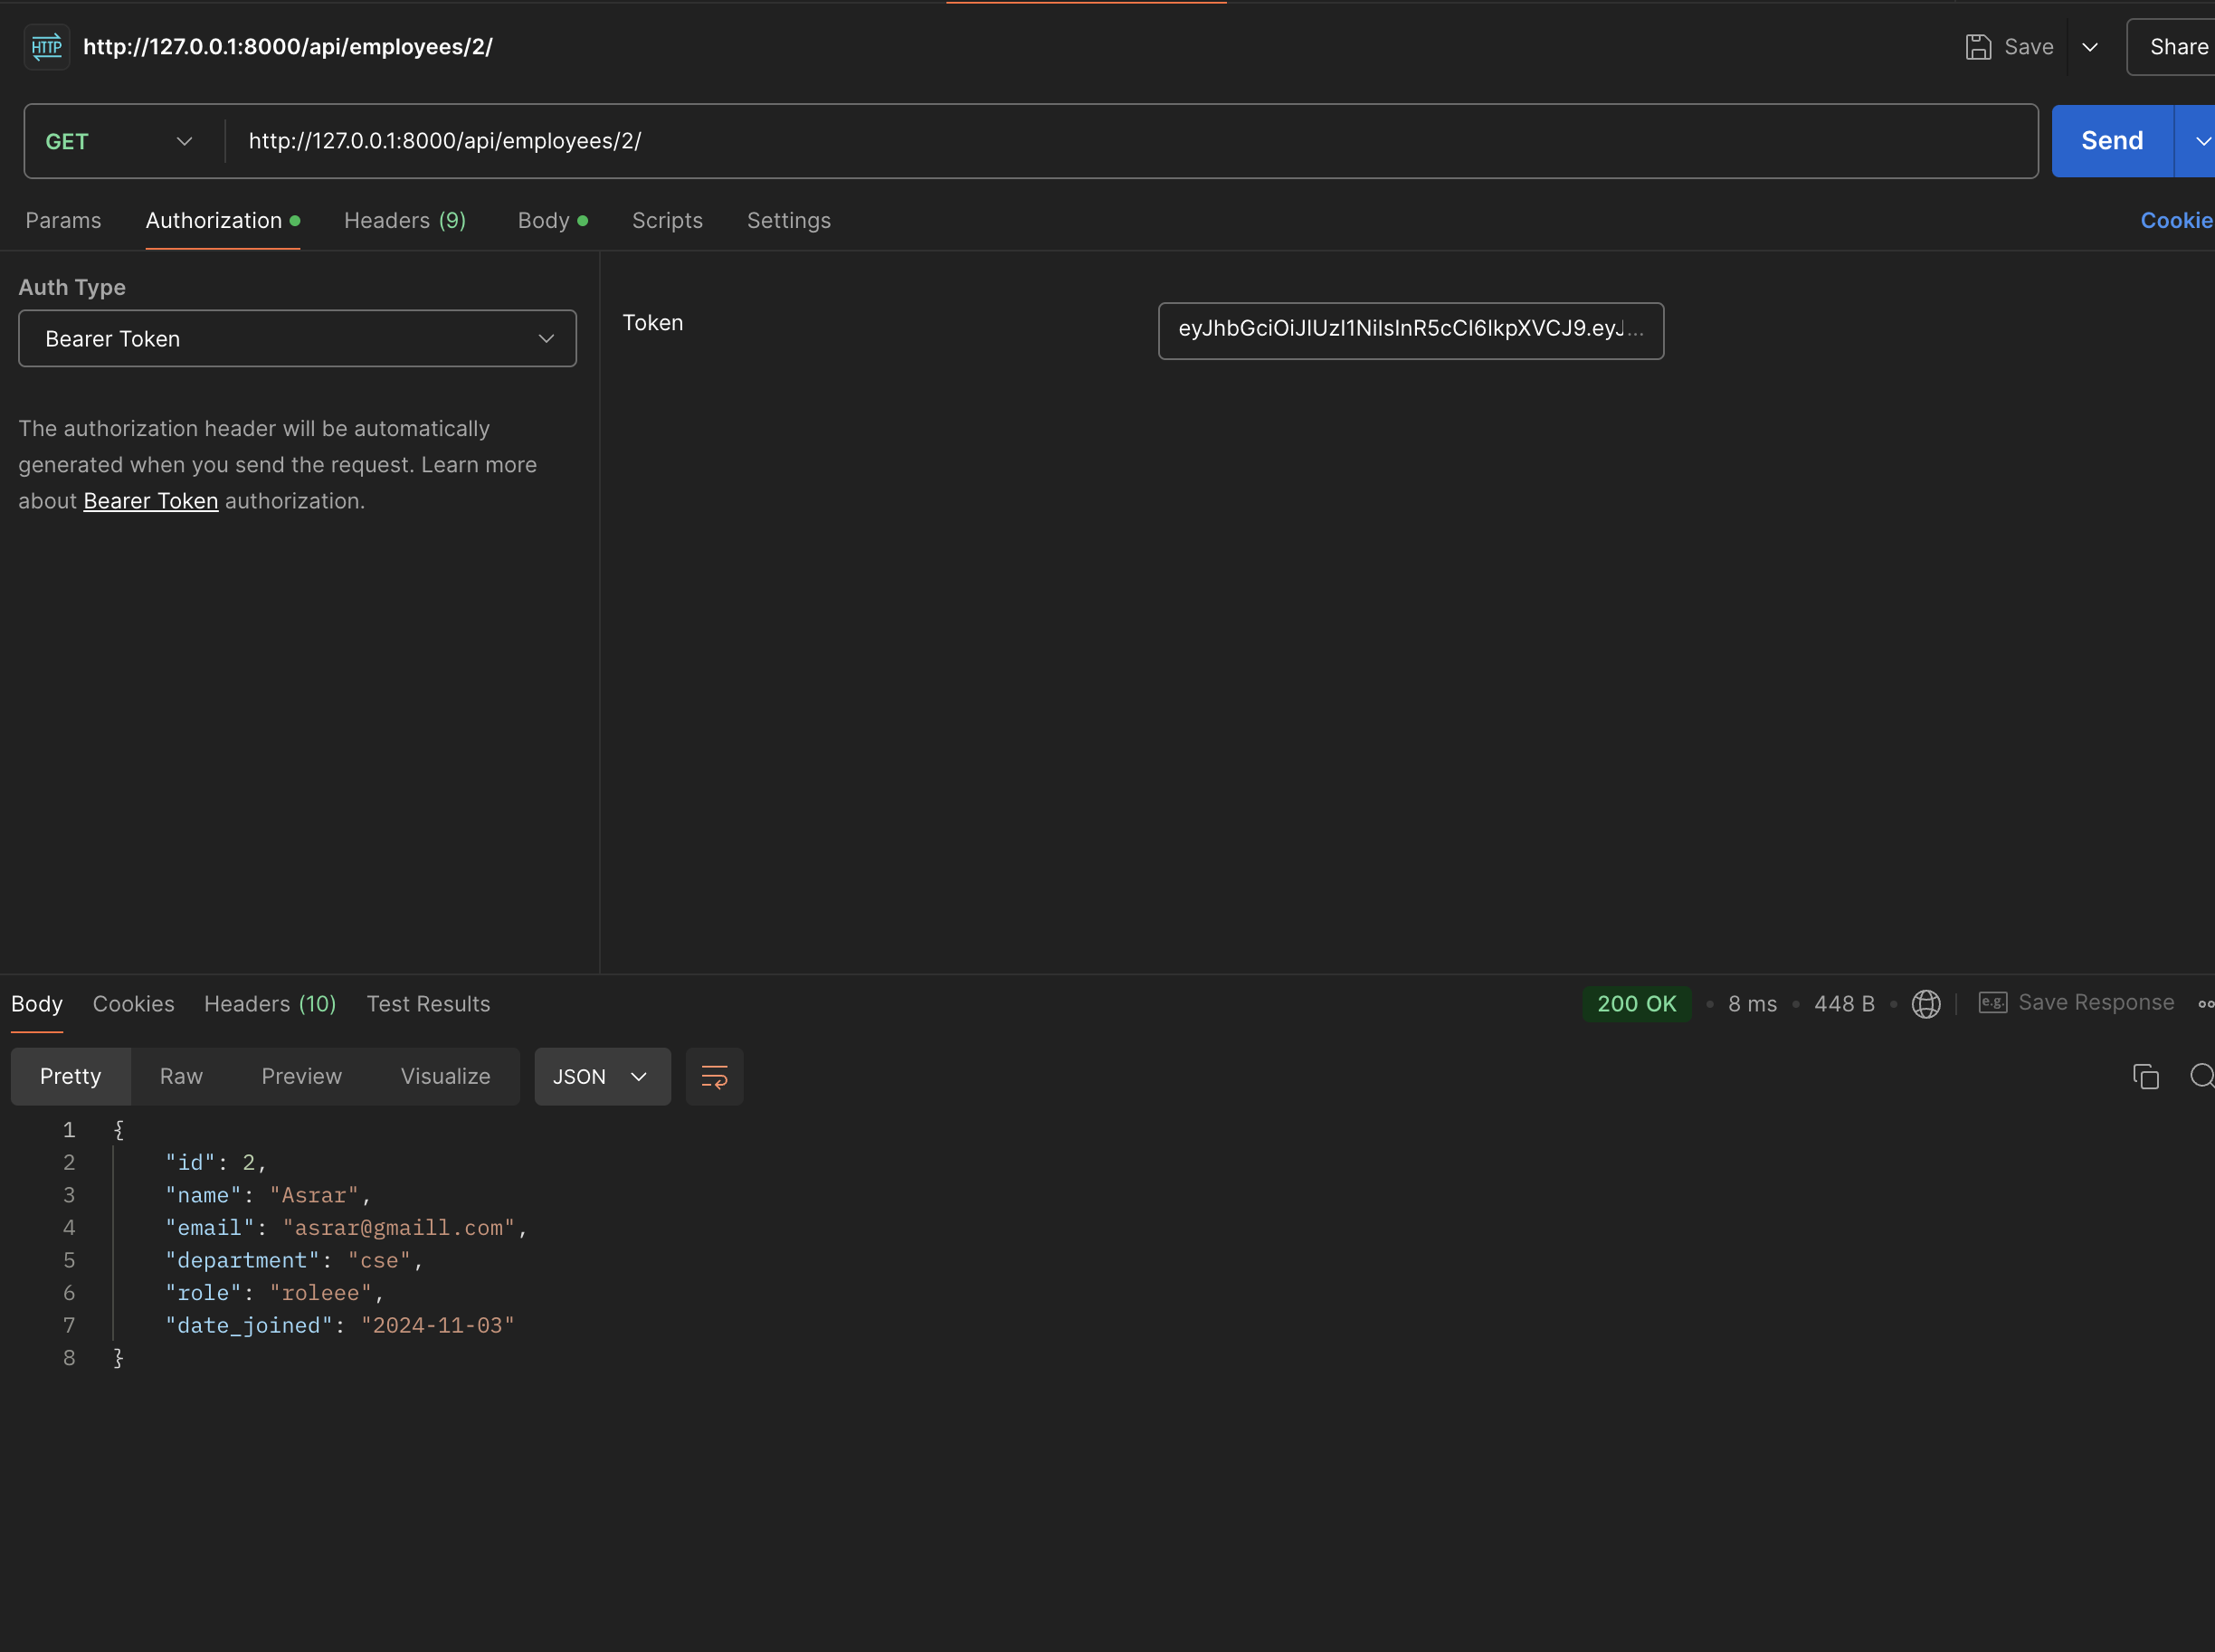 HTTP http://127.0.0.1:8000/api/employees/2/ Save Share
GET http://127.0.0.1:8000/api/employees/2/ Send
Params Authorization Headers (9) Body Scripts Settings Cookie
Auth Type
Bearer Token
Token eyJhbGciOiJIUzI1NiIsInR5cCI6IkpXVCJ9.eyJ...
The authorization header will be automatically
generated when you send the request. Learn more
about Bearer Token authorization.
Body Cookies Headers (10) Test Results 200 OK • 8 ms • 448 B • e.g. Save Response
Pretty Raw Preview Visualize JSON
1 {
2 "id": 2,
3 "name": "Asrar",
4 "email": "asrar@gmaill.com",
5 "department": "cse",
6 "role": "roleee",
7 "date_joined": "2024-11-03"
8 }